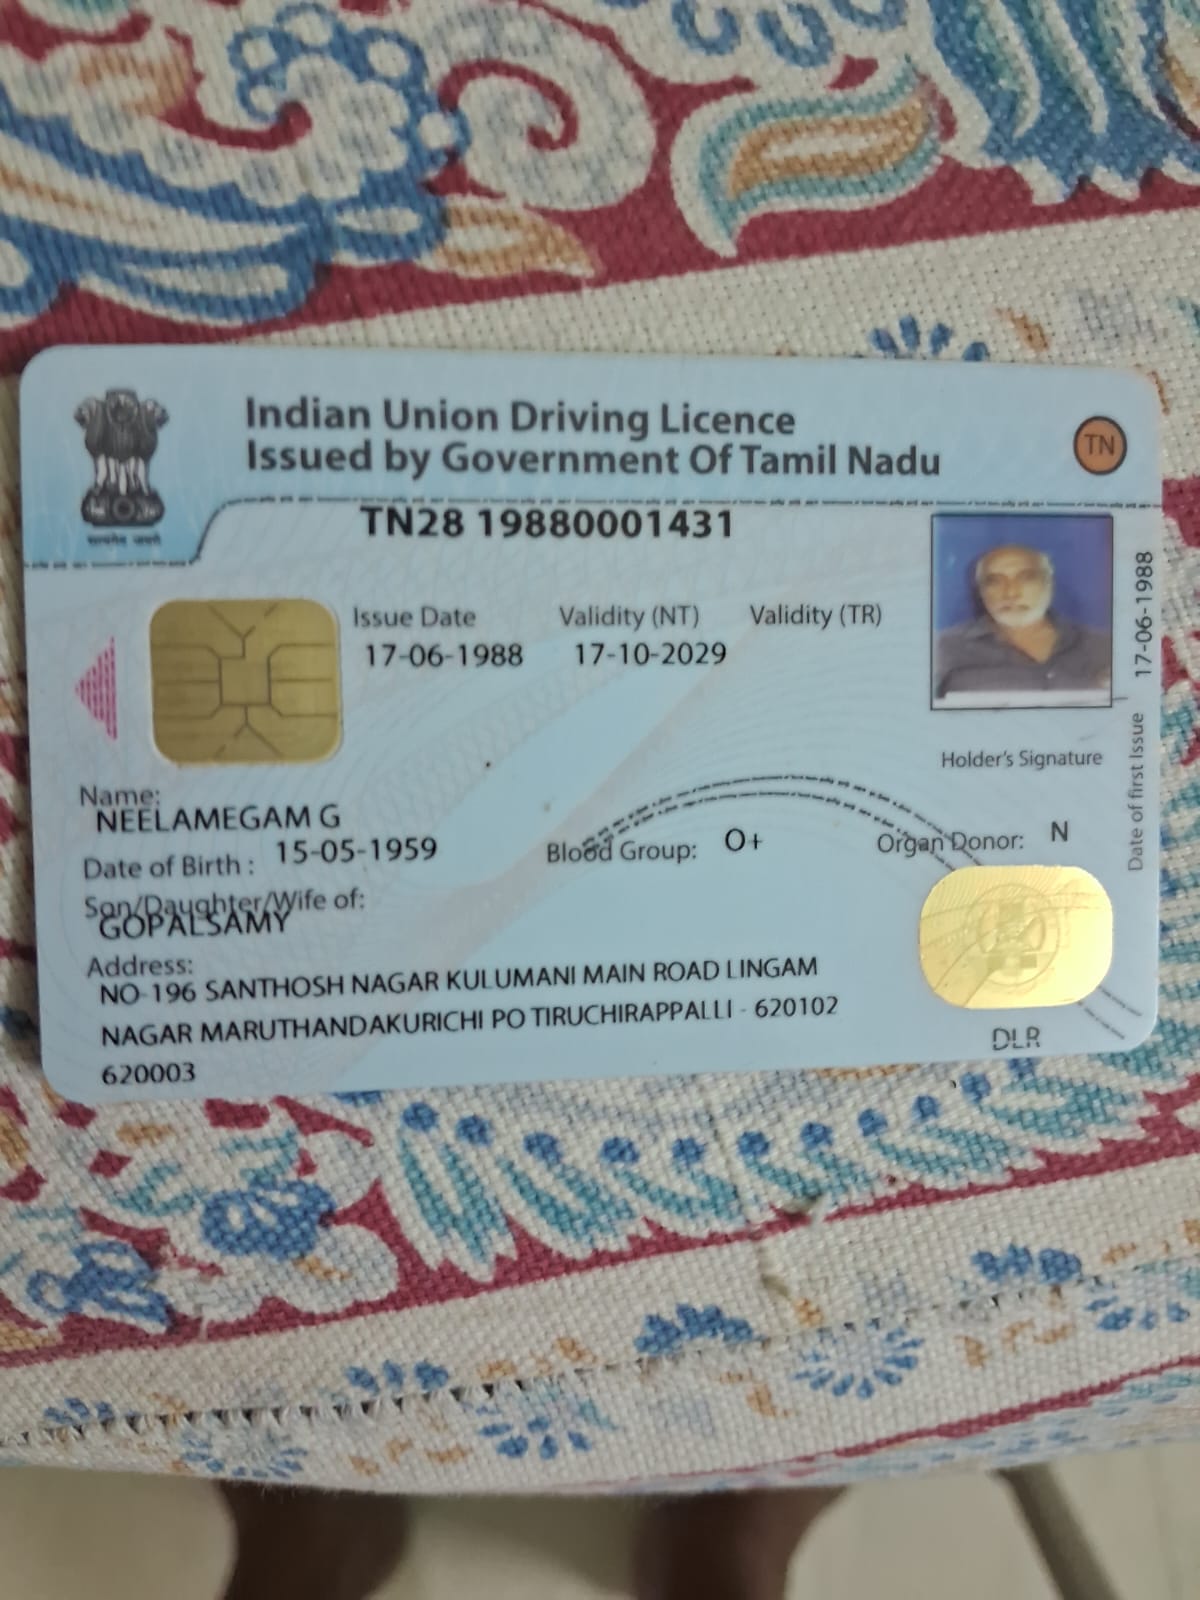 Indian Union Driving Licence
Issued by Government Of Tamil Nadu
TN
TN28 19880001431
Issue Date Validity (NT) Validity (TR)
17-06-1988 17-10-2029
Holder's Signature
Date of first Issue 17-06-1988
Name:
NEELAMEGAM G
Date of Birth : 15-05-1959
Blood Group: O+
Organ Donor: N
Son/Daughter/Wife of:
GOPALSAMY
Address:
NO-196 SANTHOSH NAGAR KULUMANI MAIN ROAD LINGAM
NAGAR MARUTHANDAKURICHI PO TIRUCHIRAPPALLI - 620102
620003
DLR